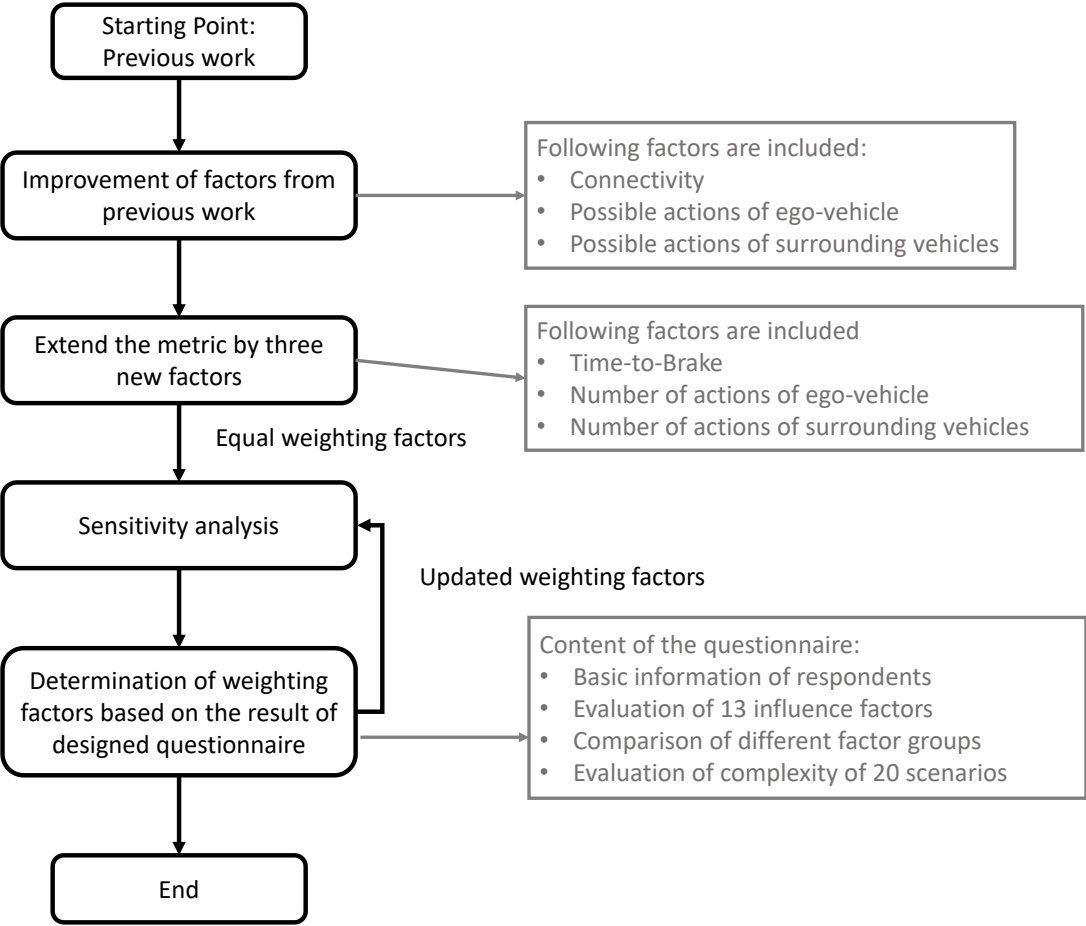 Starting Point:
Previous work
Improvement of factors from
previous work
Following factors are included:
• Connectivity
• Possible actions of ego-vehicle
• Possible actions of surrounding vehicles
Extend the metric by three
new factors
Following factors are included
• Time-to-Brake
• Number of actions of ego-vehicle
• Number of actions of surrounding vehicles
Equal weighting factors
Sensitivity analysis
Updated weighting factors
Determination of weighting
factors based on the result of
designed questionnaire
Content of the questionnaire:
• Basic information of respondents
• Evaluation of 13 influence factors
• Comparison of different factor groups
• Evaluation of complexity of 20 scenarios
End